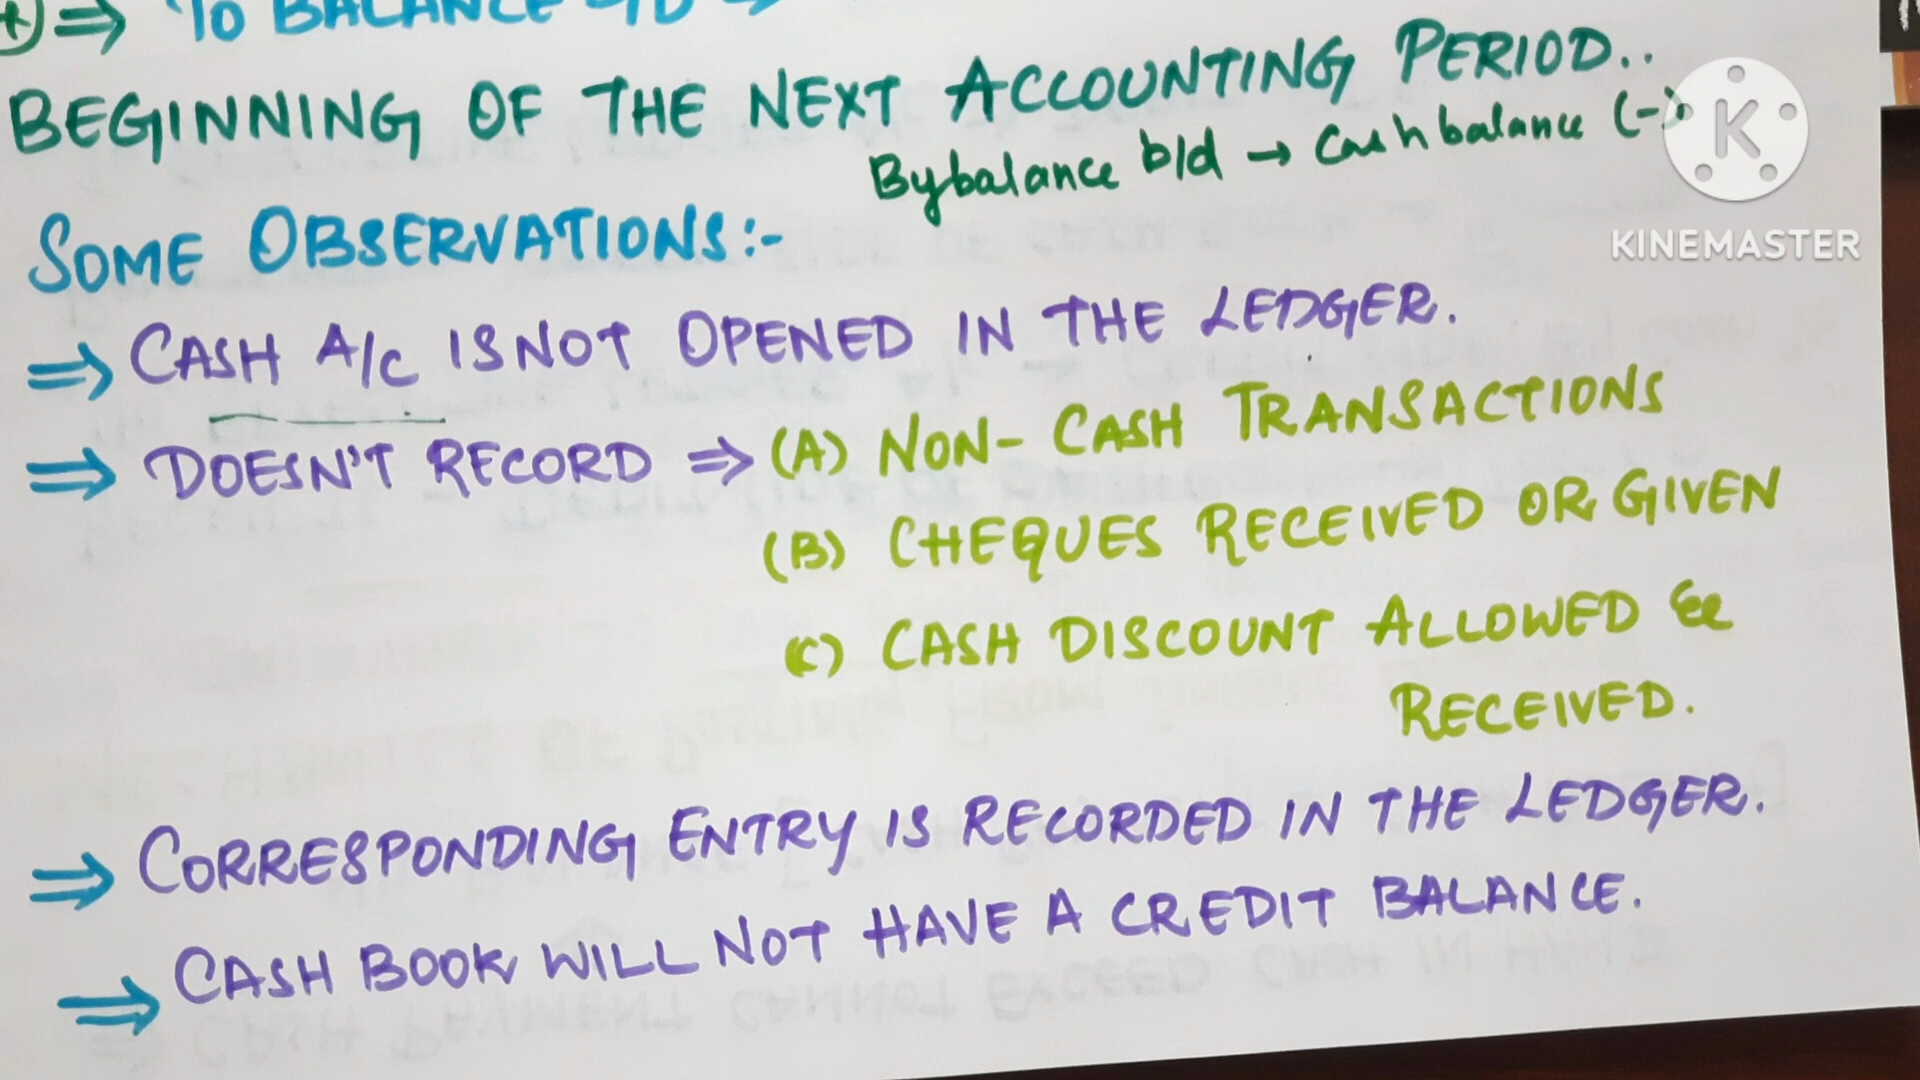 (+) ⇒ To BALANCE
BEGINNING OF THE NEXT ACCOUNTING PERIOD..
By balance b/d → Cash balance (-)
K
KINEMASTER
SOME OBSERVATIONS:-
⇒ CASH A/C IS NOT OPENED IN THE LEDGER.
⇒ DOESN'T RECORD ⇒ (A) NON- CASH TRANSACTIONS
(B) CHEQUES RECEIVED OR GIVEN
(C) CASH DISCOUNT ALLOWED &
RECEIVED.
⇒ CORRESPONDING ENTRY IS RECORDED IN THE LEDGER.
⇒ CASH BOOK WILL NOT HAVE A CREDIT BALANCE.